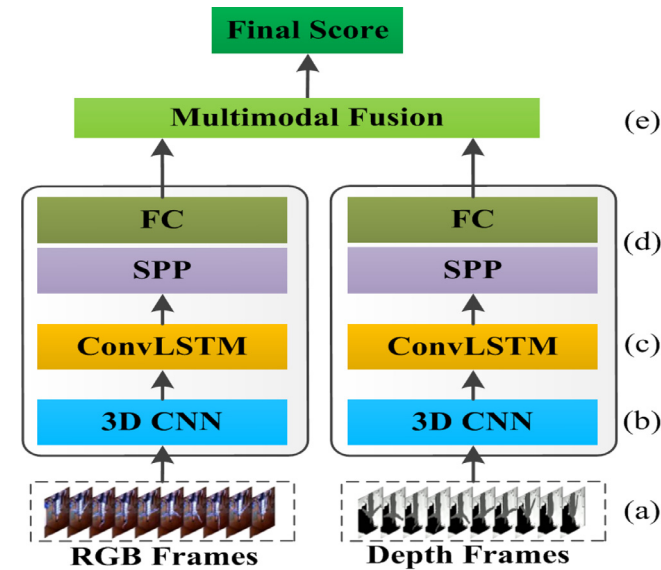 Final Score
Multimodal Fusion
(e)
FC
FC
(d)
SPP
SPP
ConvLSTM
ConvLSTM
(c)
3D CNN
3D CNN
(b)
(a)
RGB Frames
Depth Frames